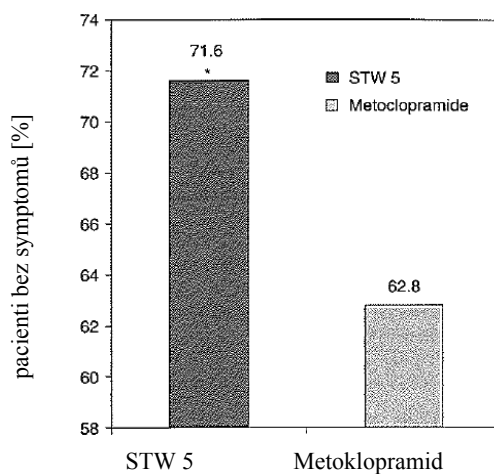 pacienti bez symptomů [%]
74
72
70
68
66
64
62
60
58
71.6
*
62.8
STW 5
Metoclopramide
STW 5
Metoklopramid